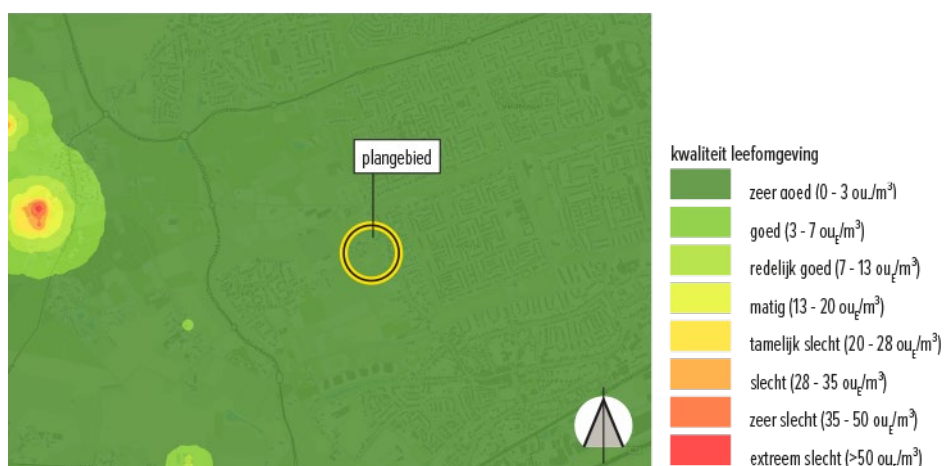 plangebied
kwaliteit leefomgeving
zeer goed (0 - 3 ou_E/m³)
goed (3 - 7 ou_E/m³)
redelijk goed (7 - 13 ou_E/m³)
matig (13 - 20 ou_E/m³)
tamelijk slecht (20 - 28 ou_E/m³)
slecht (28 - 35 ou_E/m³)
zeer slecht (35 - 50 ou_E/m³)
extreem slecht (>50 ou_E/m³)